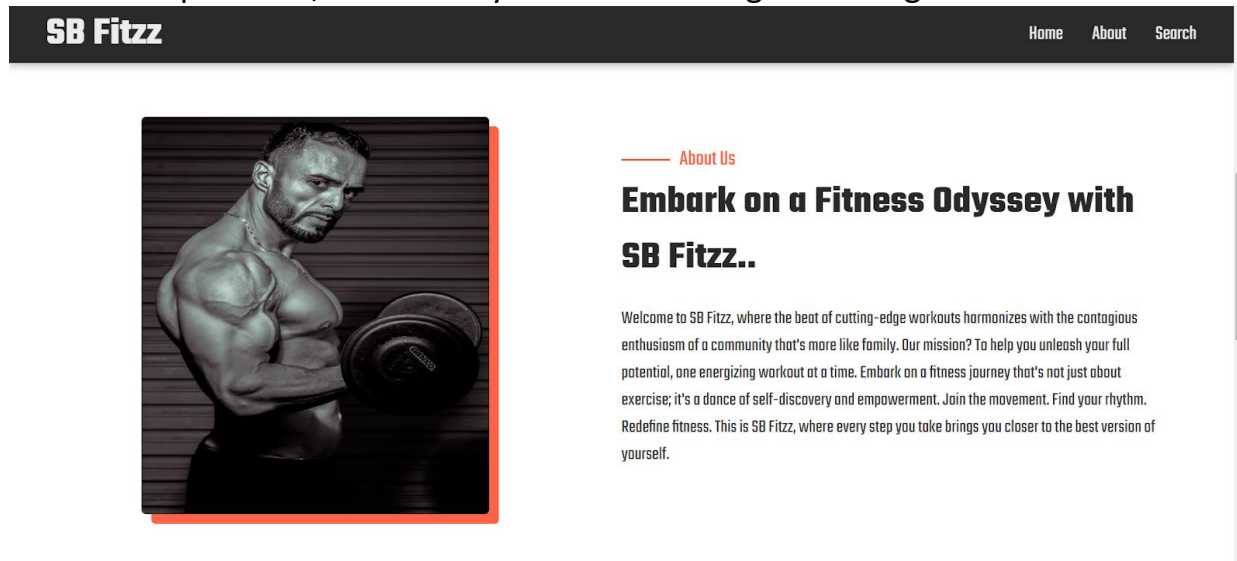 SB Fitzz
Home About Search
About Us
Embark on a Fitness Odyssey with
SB Fitzz..
Welcome to SB Fitzz, where the beat of cutting-edge workouts harmonizes with the contagious
enthusiasm of a community that's more like family. Our mission? To help you unleash your full
potential, one energizing workout at a time. Embark on a fitness journey that's not just about
exercise; it's a dance of self-discovery and empowerment. Join the movement. Find your rhythm.
Redefine fitness. This is SB Fitzz, where every step you take brings you closer to the best version of
yourself.